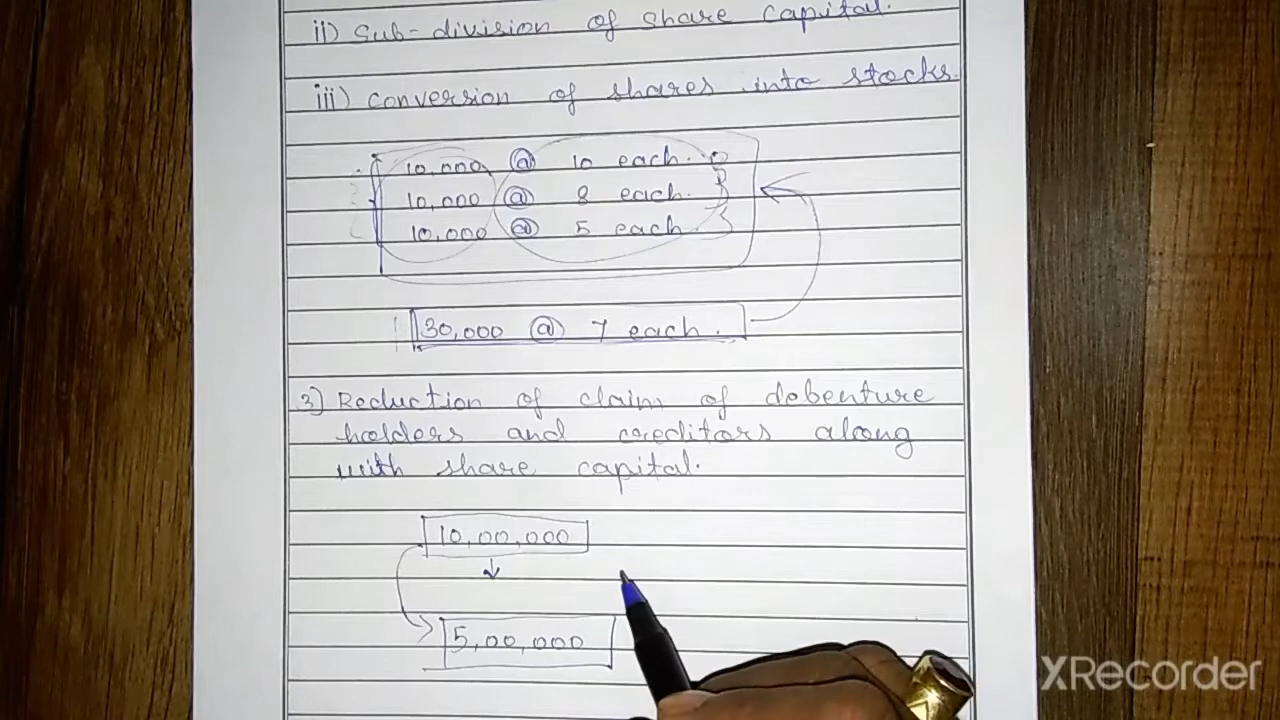 ii) Sub-division of share capital.
iii) conversion of shares into stocks.
10,000 @ 10 each.
10,000 @ 8 each.
10,000 @ 5 each.
30,000 @ 7 each.
3) Reduction of claim of debenture
holders and creditors along
with share capital.
10,00,000
5,00,000
XRecorder